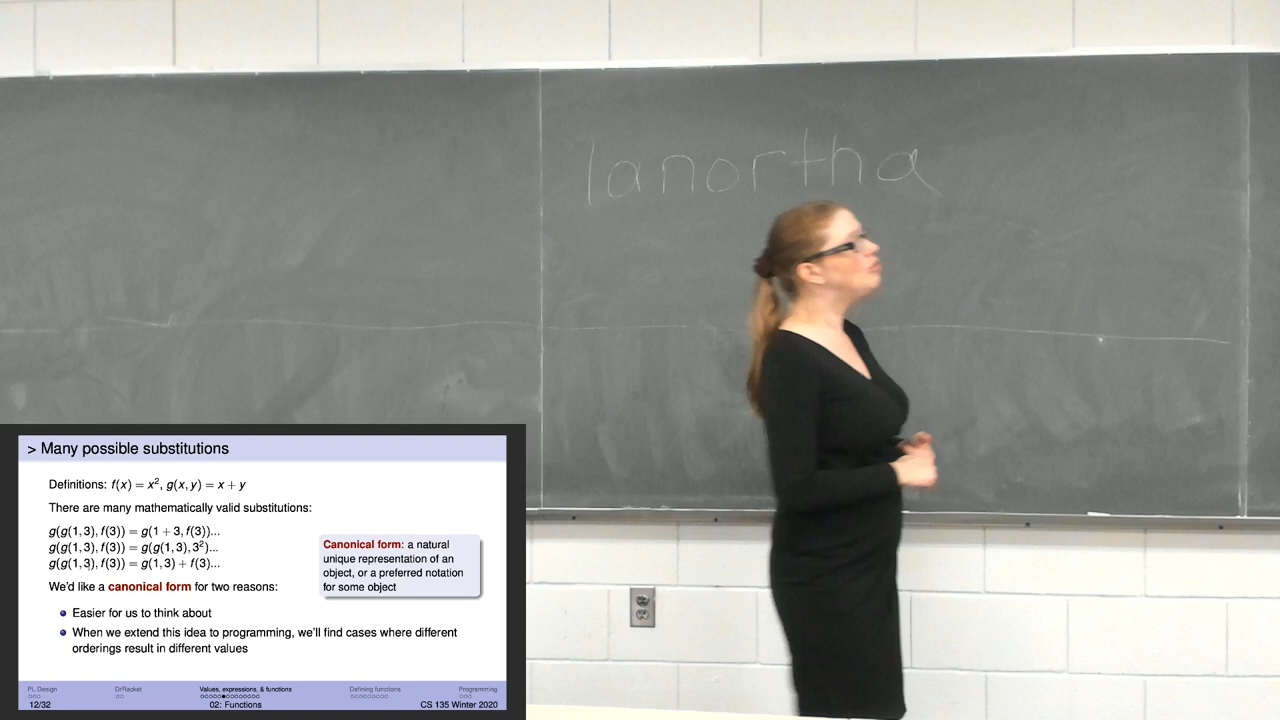 lanortha
> Many possible substitutions
Definitions: f(x) = x², g(x, y) = x + y
There are many mathematically valid substitutions:
g(g(1, 3), f(3)) = g(1 + 3, f(3))...
g(g(1, 3), f(3)) = g(g(1, 3), 3²)...
g(g(1, 3), f(3)) = g(1, 3) + f(3)...
Canonical form: a natural
unique representation of an
object, or a preferred notation
for some object
We'd like a canonical form for two reasons:
Easier for us to think about
When we extend this idea to programming, we'll find cases where different
orderings result in different values
PL Design DrRacket Values, expressions, & functions Defining functions Programming
12/32 02: Functions CS 135 Winter 2020